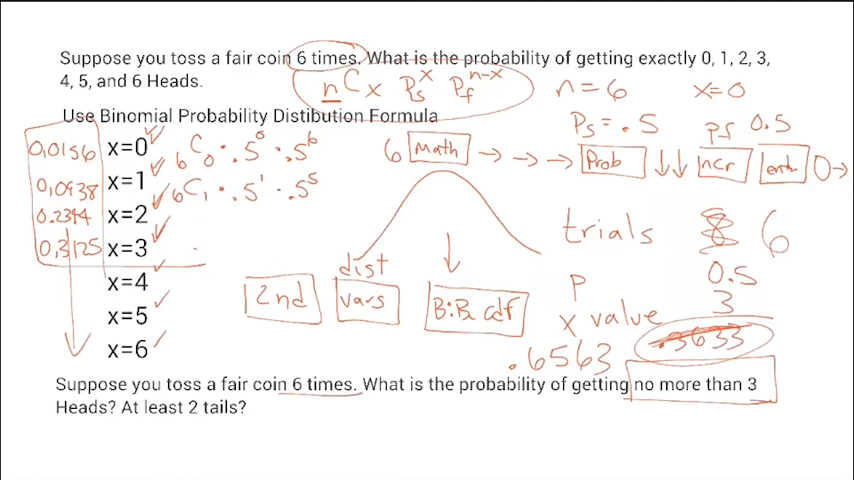 Suppose you toss a fair coin 6 times. What is the probability of getting exactly 0, 1, 2, 3,
4, 5, and 6 Heads.
nCx Ps^x Pf^n-x
n=6 x=0
Use Binomial Probability Distibution Formula
Ps=.5 Pf 0.5
0.0156 x=0 6C0 · .5^0 · .5^6
6 Math → → → Prob ↓↓ ncr entr 0→
0.0938 x=1 6C1 · .5^1 · .5^5
0.2344 x=2
trials 6
0.3125 x=3
dist
x=4
2nd vars B:Bi cdf
P 0.5
x=5
x value 3
.3633
x=6
.6563
Suppose you toss a fair coin 6 times. What is the probability of getting no more than 3
Heads? At least 2 tails?